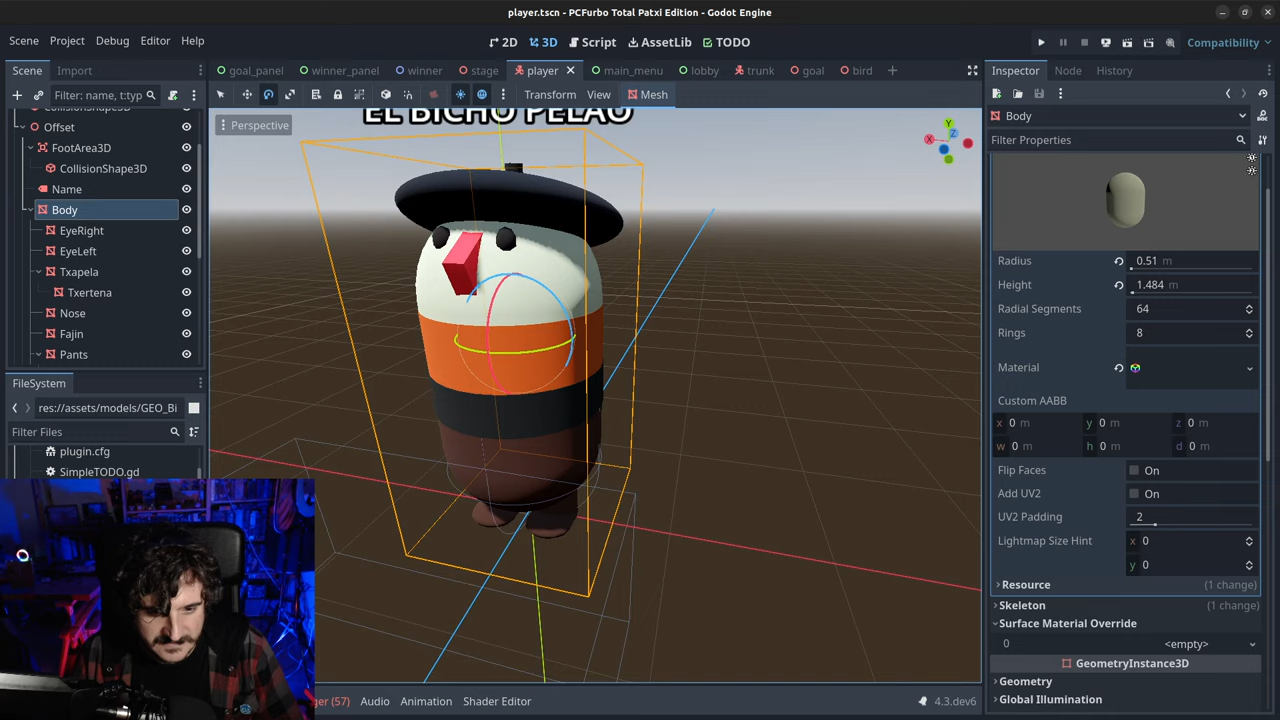 player.tscn - PCFurbo Total Patxi Edition - Godot Engine
Scene Project Debug Editor Help
2D 3D Script AssetLib TODO
Compatibility
Scene Import
goal_panel winner_panel winner stage player main_menu lobby trunk goal bird
Inspector Node History
Filter: name, t:typ
Transform View Mesh
Offset
FootArea3D
CollisionShape3D
Name
Body
EyeRight
EyeLeft
Txapela
Txertena
Nose
Fajin
Pants
FileSystem
res://assets/models/GEO_Bi
Filter Files
plugin.cfg
SimpleTODO.gd
Perspective
EL BICHO PELAO
X
Y
Z
Body
Filter Properties
Radius 0.51 m
Height 1.484 m
Radial Segments 64
Rings 8
Material
Custom AABB
x 0 m y 0 m z 0 m
w 0 m h 0 m d 0 m
Flip Faces On
Add UV2 On
UV2 Padding 2
Lightmap Size Hint x 0
y 0
Resource (1 change)
Skeleton (1 change)
Surface Material Override
0 <empty>
GeometryInstance3D
Geometry
Global Illumination
(57) Audio Animation Shader Editor
4.3.dev6